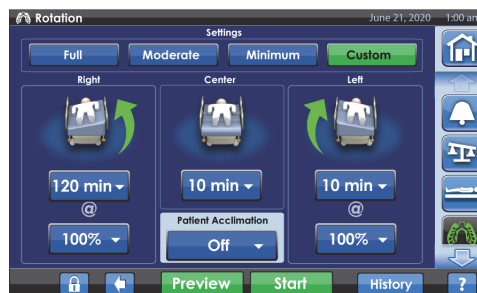 Rotation June 21, 2020 1:00 am
Settings
Full Moderate Minimum Custom
Right Center Left
120 min 10 min 10 min
@ @
100% Patient Acclimation 100%
Off
Preview Start History ?